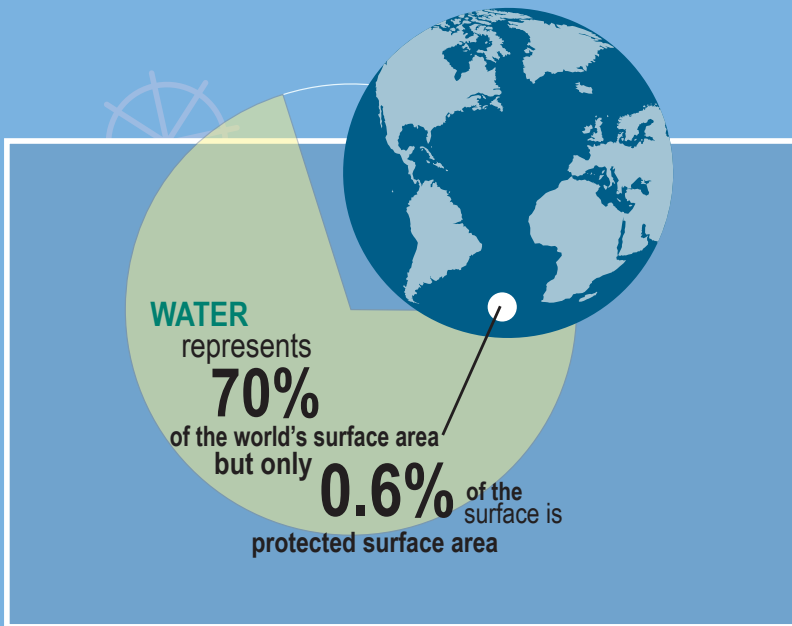 WATER
represents
70%
of the world's surface area
but only 0.6% of the
surface is
protected surface area